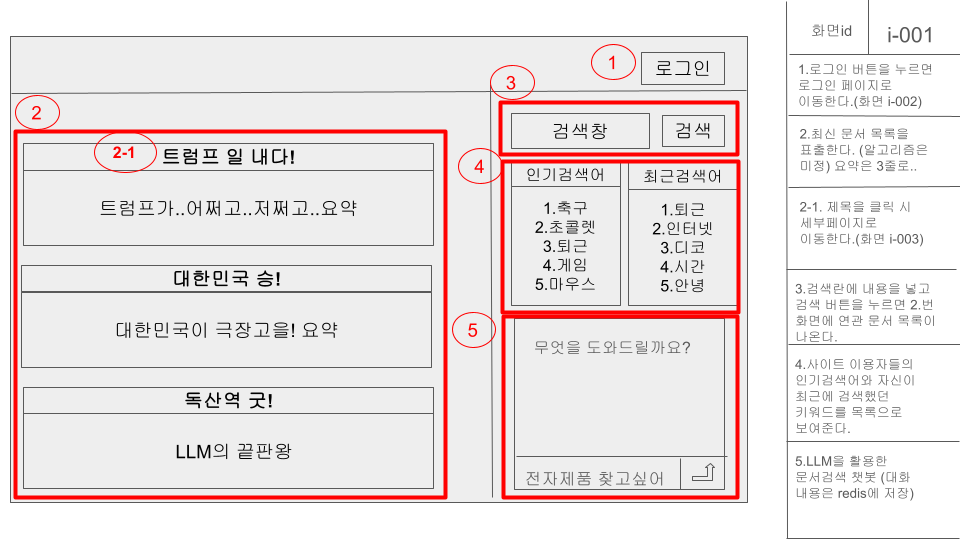 화면id
i-001
1
로그인
3
검색창
검색
2
2-1
트럼프 일 내다!
트럼프가..어쩌고..저쩌고..요약
대한민국 승!
대한민국이 극장고을! 요약
독산역 굿!
LLM의 끝판왕
4
인기검색어
1.축구
2.초콜렛
3.퇴근
4.게임
5.마우스
최근검색어
1.퇴근
2.인터넷
3.디코
4.시간
5.안녕
5
무엇을 도와드릴까요?
전자제품 찾고싶어
1.로그인 버튼을 누르면
로그인 페이지로
이동한다.(화면 i-002)
2.최신 문서 목록을
표출한다. (알고리즘은
미정) 요약은 3줄로..
2-1. 제목을 클릭 시
세부페이지로
이동한다.(화면 i-003)
3.검색란에 내용을 넣고
검색 버튼을 누르면 2.번
화면에 연관 문서 목록이
나온다.
4.사이트 이용자들의
인기검색어와 자신이
최근에 검색했던
키워드를 목록으로
보여준다.
5.LLM을 활용한
문서검색 챗봇 (대화
내용은 redis에 저장)